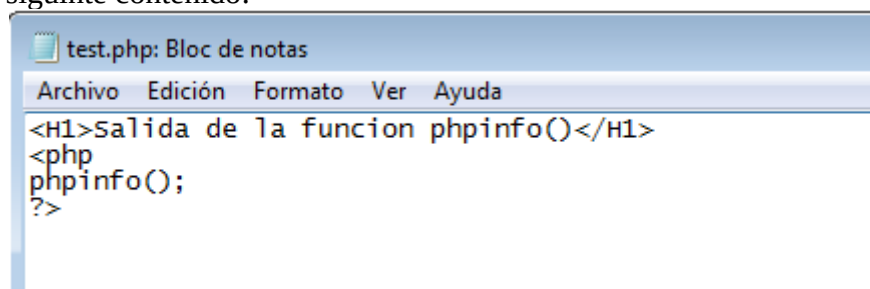 siguinte contenido:
test.php: Bloc de notas
Archivo Edición Formato Ver Ayuda
<H1>Salida de la funcion phpinfo()</H1>
<php
phpinfo();
?>